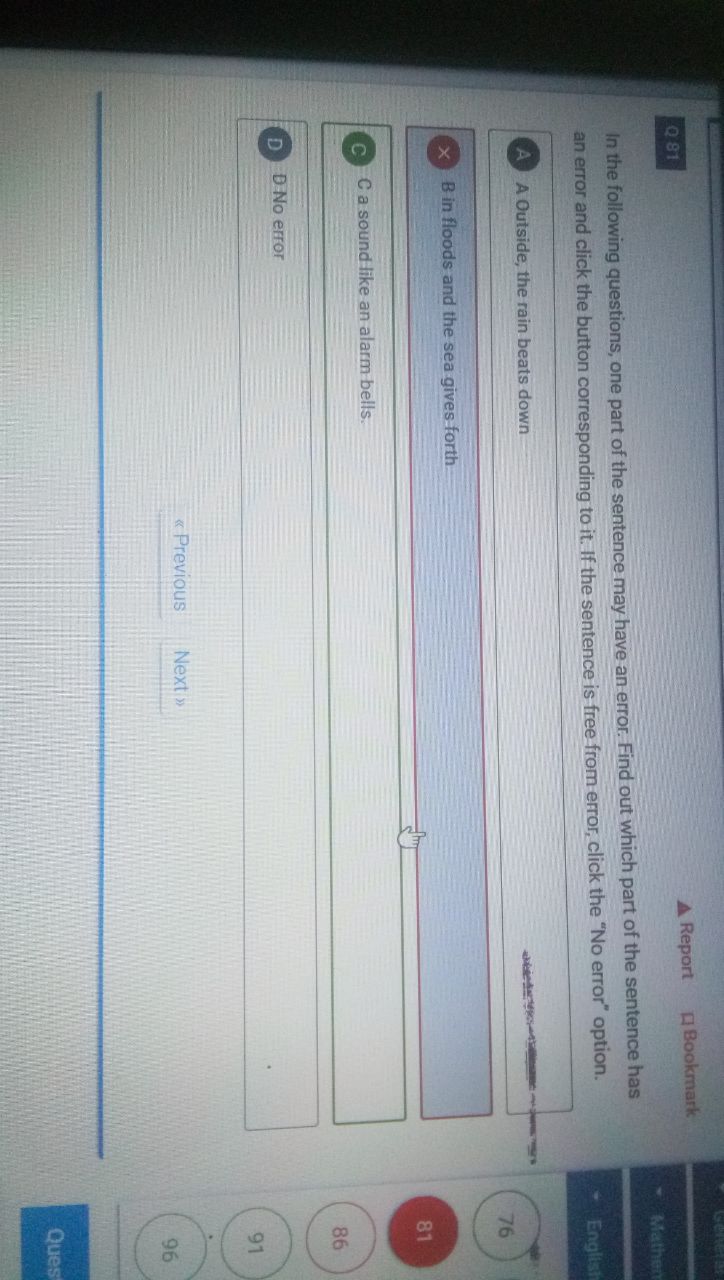 Q 81
Report
Bookmark
In the following questions, one part of the sentence may have an error. Find out which part of the sentence has
an error and click the button corresponding to it. If the sentence is free from error, click the "No error" option.
A A Outside, the rain beats down
× B in floods and the sea gives forth
C C a sound like an alarm bells.
D D No error
« Previous Next »
Mathem
English
76
81
86
91
96
Ques